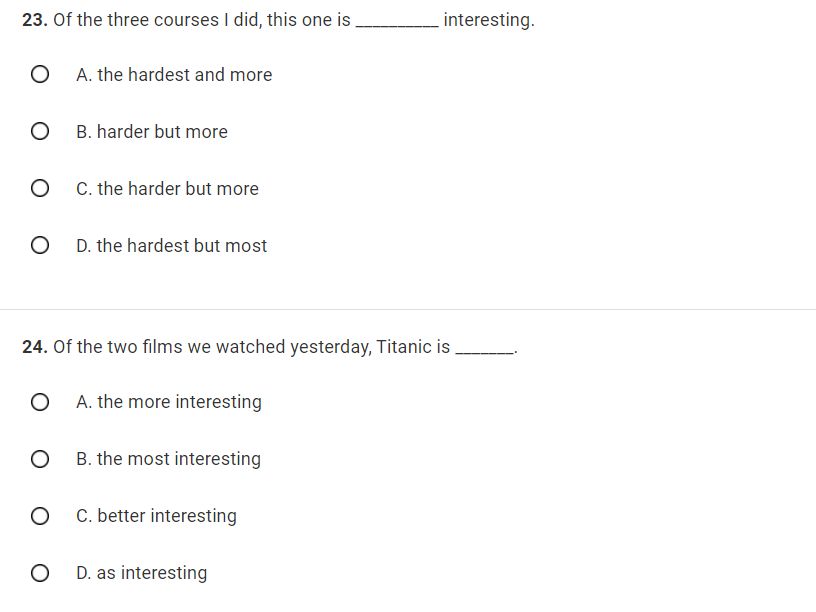 23. Of the three courses I did, this one is __________ interesting.
A. the hardest and more
B. harder but more
C. the harder but more
D. the hardest but most
24. Of the two films we watched yesterday, Titanic is _______.
A. the more interesting
B. the most interesting
C. better interesting
D. as interesting